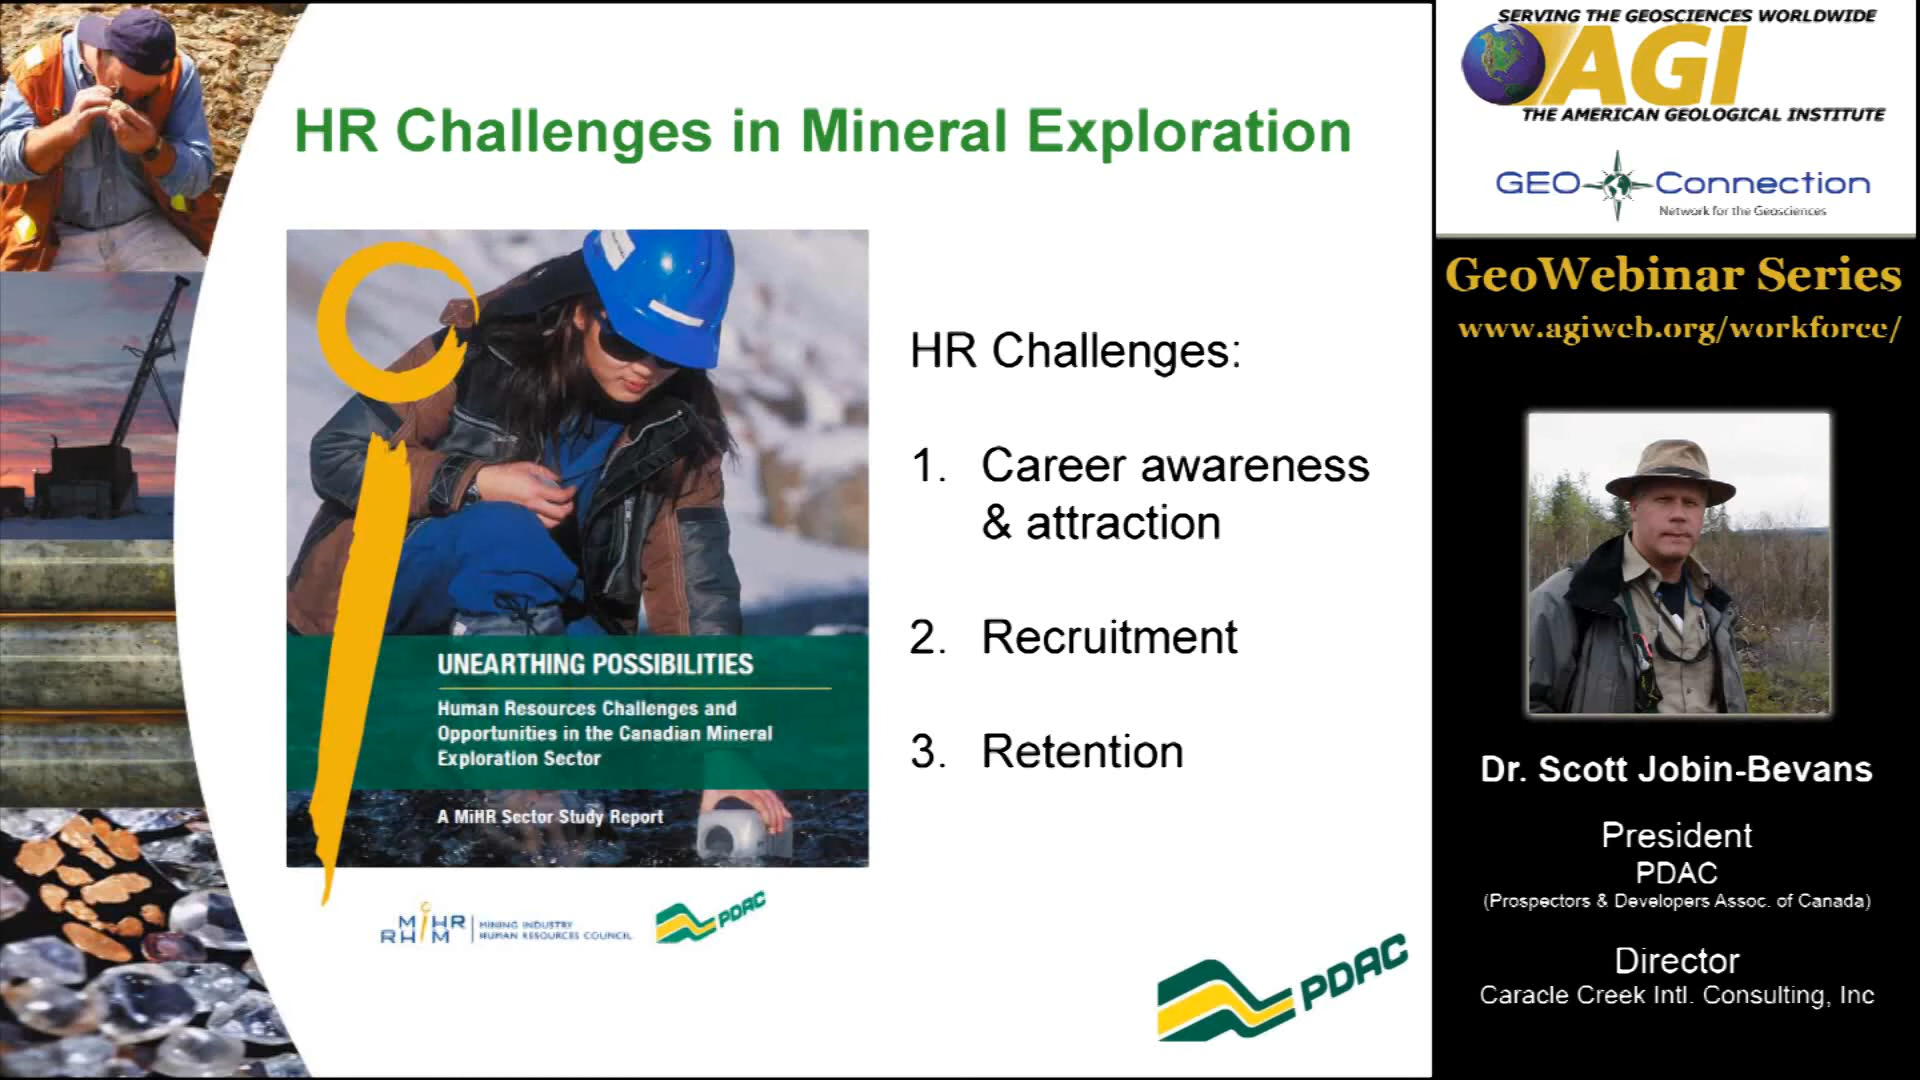 HR Challenges in Mineral Exploration
UNEARTHING POSSIBILITIES
Human Resources Challenges and
Opportunities in the Canadian Mineral
Exploration Sector
A MiHR Sector Study Report
MiHR
RHiM
MINING INDUSTRY
HUMAN RESOURCES COUNCIL
PDAC
HR Challenges:
1. Career awareness
& attraction
2. Recruitment
3. Retention
PDAC
SERVING THE GEOSCIENCES WORLDWIDE
AGI
THE AMERICAN GEOLOGICAL INSTITUTE
GEO Connection
Network for the Geosciences
GeoWebinar Series
www.agiweb.org/workforce/
Dr. Scott Jobin-Bevans
President
PDAC
(Prospectors & Developers Assoc. of Canada)
Director
Caracle Creek Intl. Consulting, Inc